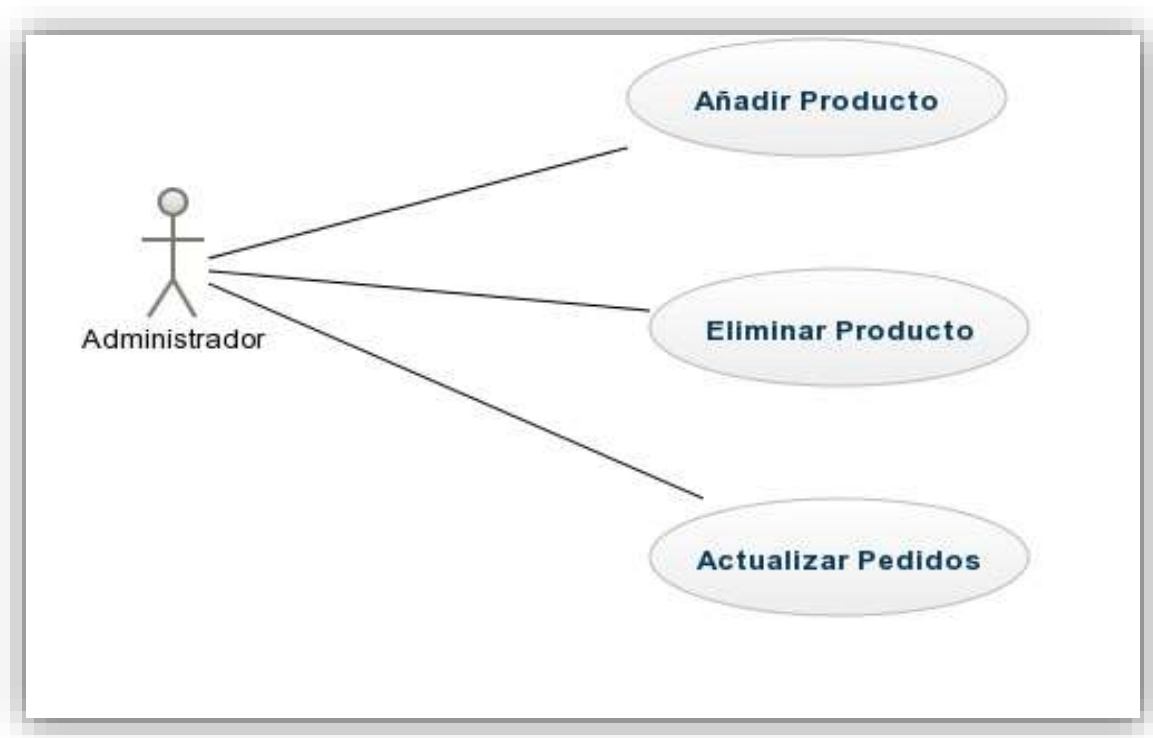 Añadir Producto
Administrador
Eliminar Producto
Actualizar Pedidos